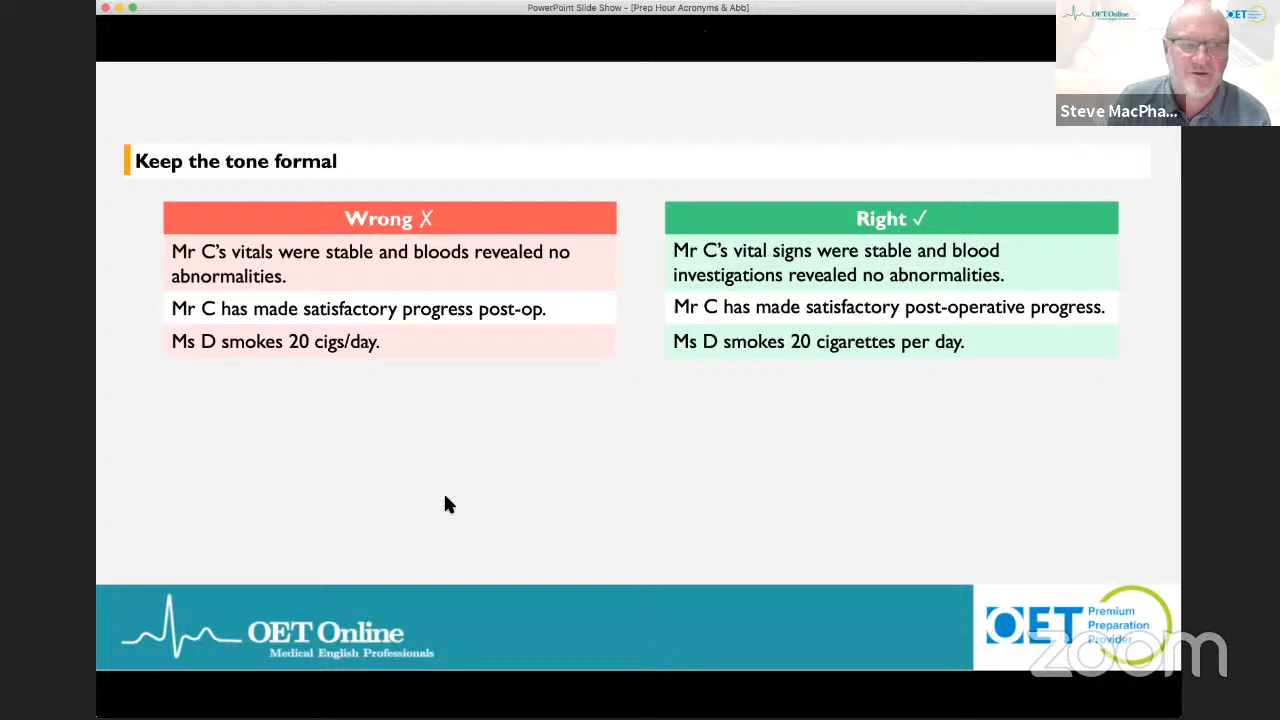 PowerPoint Slide Show - [Prep Hour Acronyms & Abb]
OET Online
OET
Steve MacPha...
Keep the tone formal
Wrong ✗
Mr C's vitals were stable and bloods revealed no
abnormalities.
Mr C has made satisfactory progress post-op.
Ms D smokes 20 cigs/day.
Right ✓
Mr C's vital signs were stable and blood
investigations revealed no abnormalities.
Mr C has made satisfactory post-operative progress.
Ms D smokes 20 cigarettes per day.
OET Online
Medical English Professionals
OET
Premium
Preparation
Provider
zoom